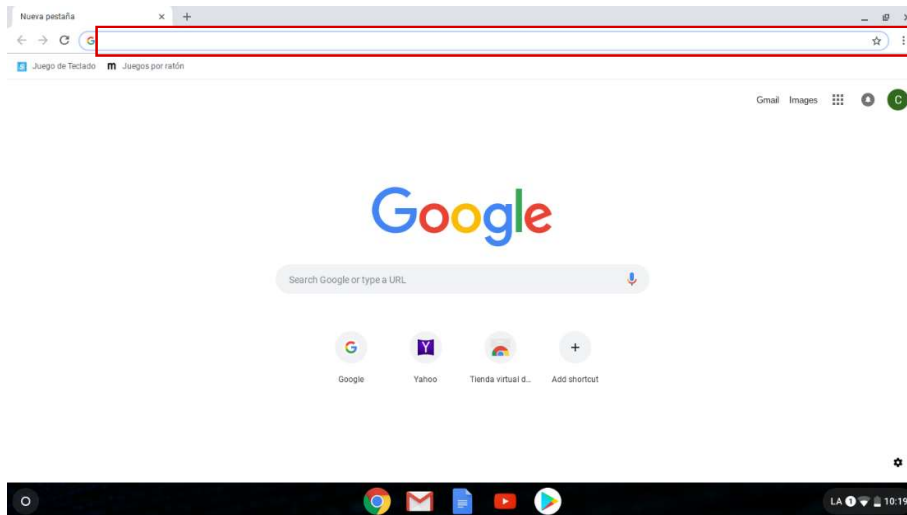 Nueva pestaña
Juego de Teclado m Juegos por ratón
Gmail Images C
Google
Search Google or type a URL
Google Yahoo Tienda virtual d... Add shortcut
LA 1 10:19